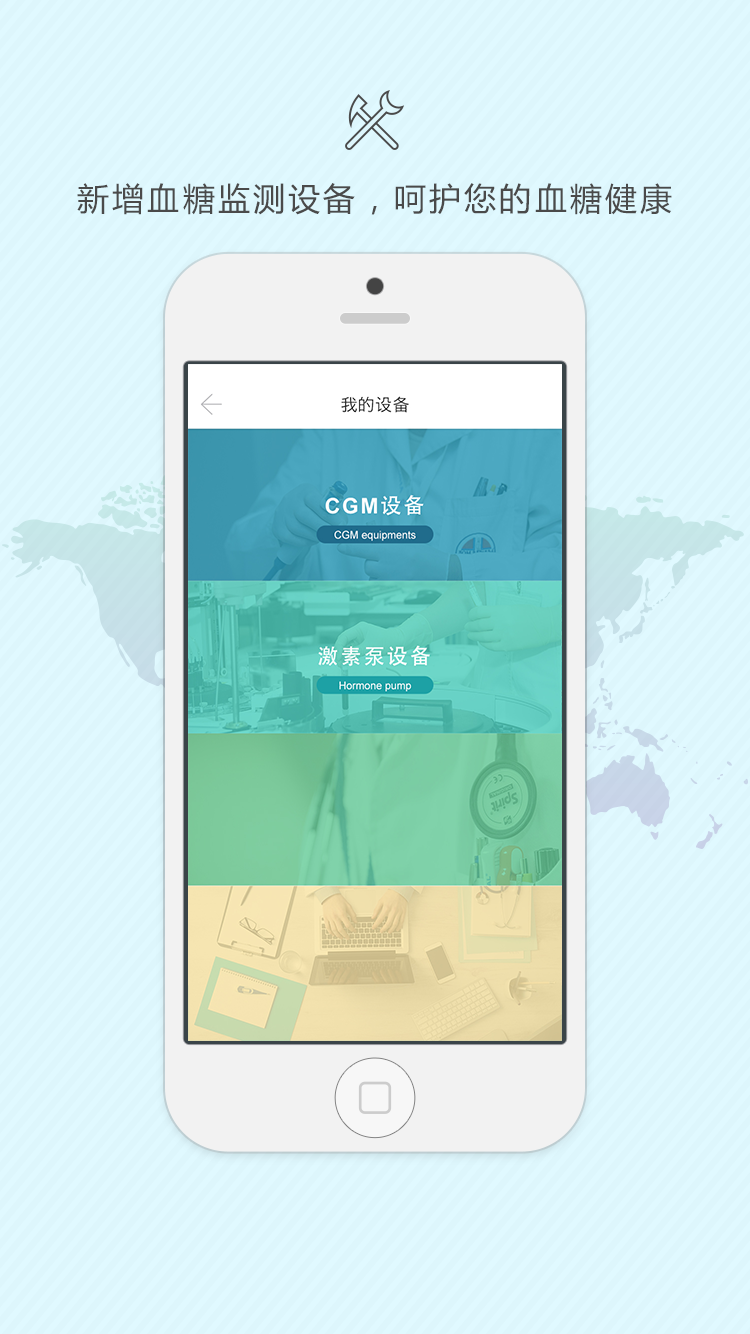 新增血糖监测设备，呵护您的血糖健康
我的设备
CGM设备
CGM equipments
激素泵设备
Hormone pump
Spirit